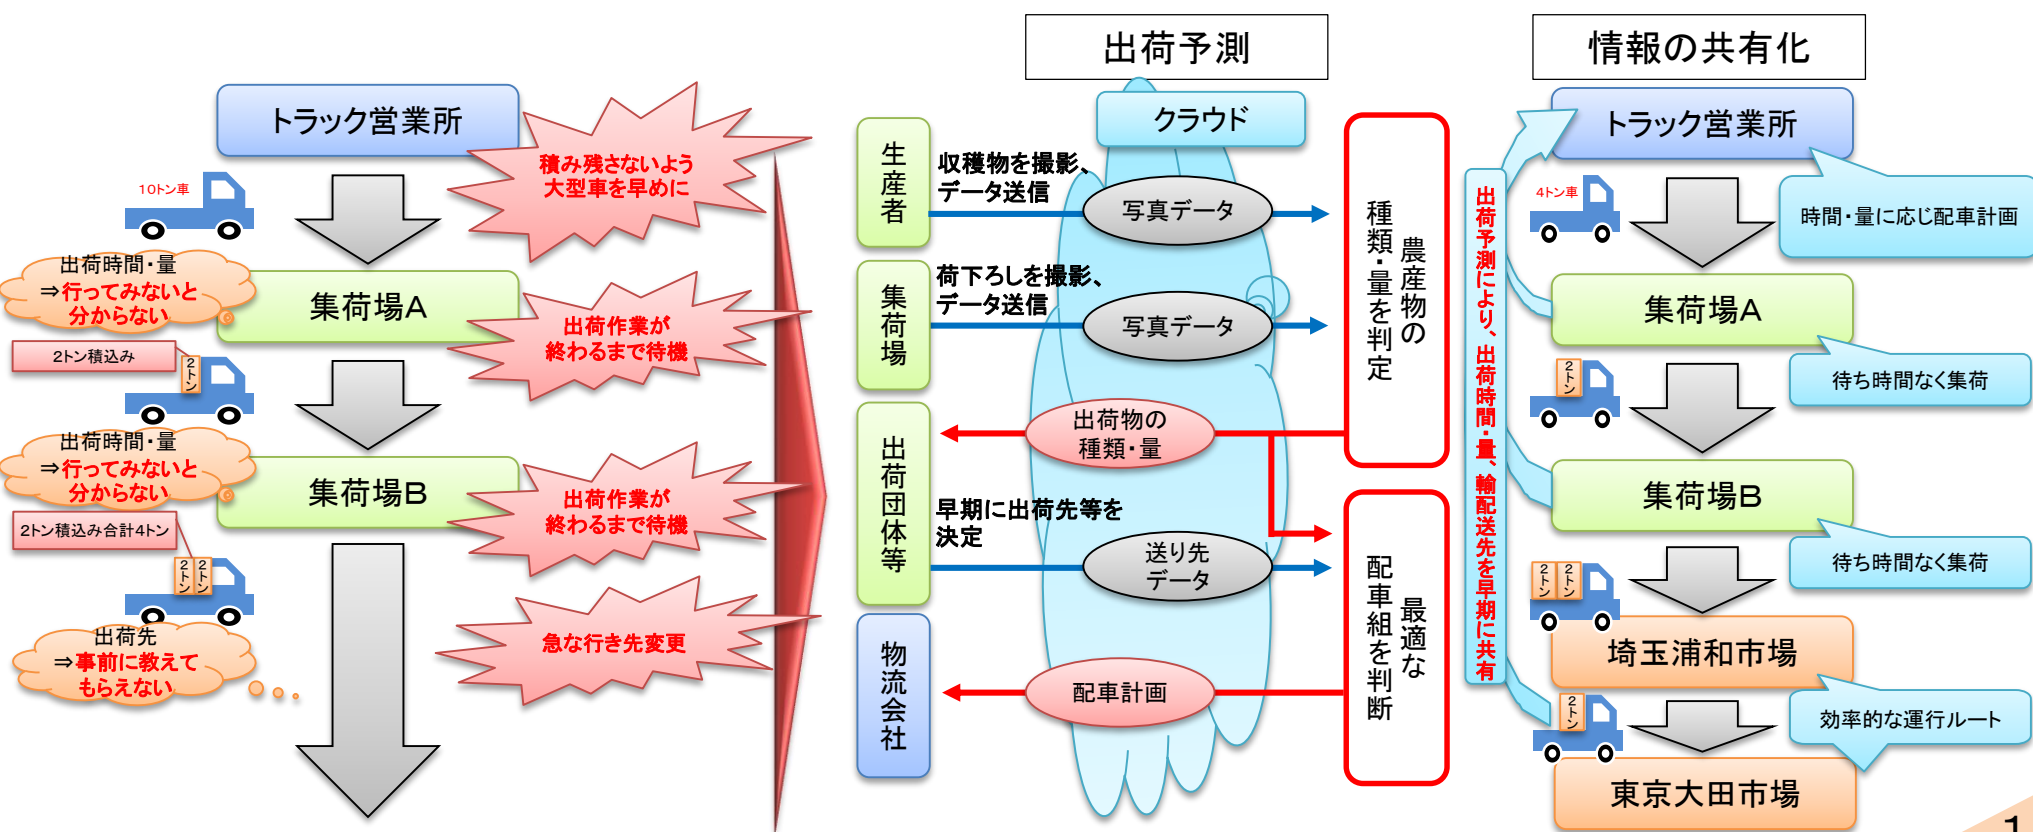 トラック営業所
積み残さないよう
大型車を早めに
10トン車
出荷時間・量
⇒行ってみないと
分からない
集荷場A
出荷作業が
終わるまで待機
2トン積込み
2トン
出荷時間・量
⇒行ってみないと
分からない
集荷場B
出荷作業が
終わるまで待機
2トン積込み合計4トン
2トン
2トン
出荷先
⇒事前に教えて
もらえない
急な行き先変更
出荷予測
クラウド
生産者
収穫物を撮影、
データ送信
写真データ
集荷場
荷下ろしを撮影、
データ送信
写真データ
農産物の
種類・量を判定
出荷団体等
出荷物の
種類・量
早期に出荷先等を
決定
送り先
データ
最適な
配車組を判断
物流会社
配車計画
情報の共有化
トラック営業所
出荷予測により、出荷時間・量、輸配送先を早期に共有
4トン車
時間・量に応じ配車計画
集荷場A
待ち時間なく集荷
2トン
集荷場B
待ち時間なく集荷
2トン
2トン
埼玉浦和市場
2トン
効率的な運行ルート
東京大田市場
1